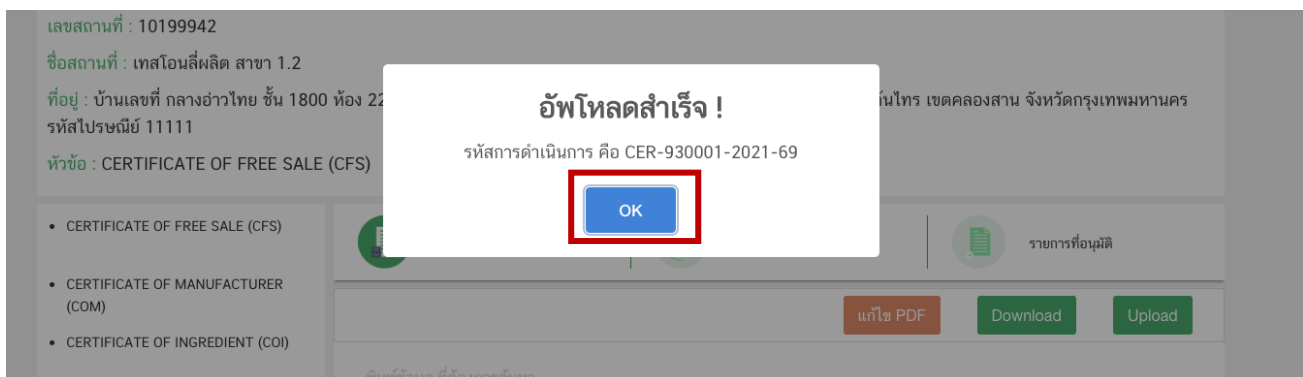 เลขสถานที่ : 10199942
ชื่อสถานที่ : เทสโอนลี่ผลิต สาขา 1.2
ที่อยู่ : บ้านเลขที่ กลางอ่าวไทย ชั้น 1800 ห้อง 22
นไทร เขตคลองสาน จังหวัดกรุงเทพมหานคร
รหัสไปรษณีย์ 11111
หัวข้อ : CERTIFICATE OF FREE SALE (CFS)
อัพโหลดสำเร็จ !
รหัสการดำเนินการ คือ CER-930001-2021-69
OK
• CERTIFICATE OF FREE SALE (CFS)
• CERTIFICATE OF MANUFACTURER
(COM)
• CERTIFICATE OF INGREDIENT (COI)
รายการที่อนุมัติ
แก้ไข PDF
Download
Upload